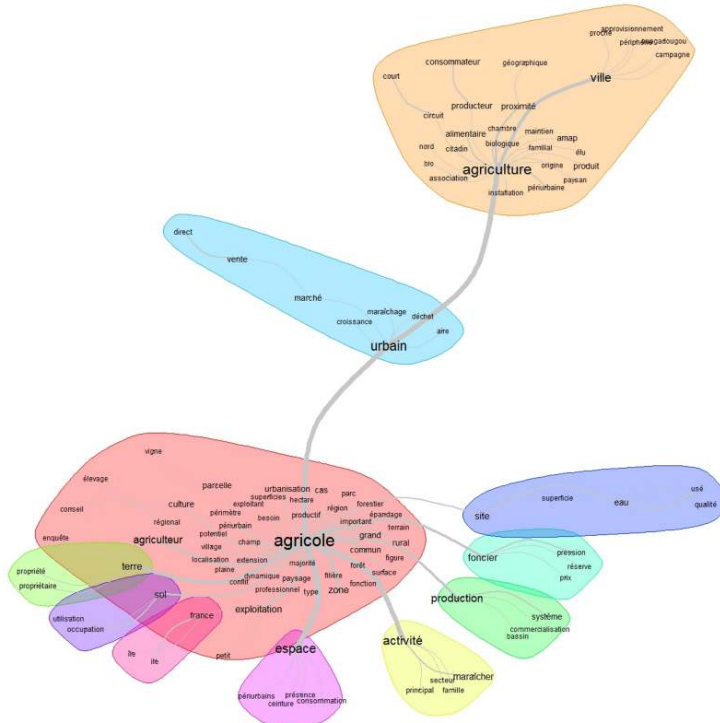 approvisionnement
proche
périphérie
campagne
ville
consommateur
géographique
court
producteur
proximité
circuit
chambre
maintien
alimentaire
biologique
amap
nord
citadin
familial
élu
bio
agriculture
origine
produit
association
paysan
installation
périurbaine
direct
vente
marché
maraîchage
déchet
croissance
aire
urbain
vigne
élevage
parcelle
urbanisation
cas
parc
superficies
hectare
forestier
conseil
culture
exploitant
région
épandage
périmètre
régional
périurbain
besoin
productif
important
terrain
potentiel
enquête
agriculteur
village
champ
agricole
grand
rural
commun
localisation
extension
figure
plaine
majorité
forêt
surface
dynamique
paysage
filière
conflit
professionnel
type
zone
fonction
exploitation
petit
usé
superficie
eau
qualité
site
foncier
pression
réserve
prix
propriété
terre
propriétaire
sol
utilisation
occupation
france
île
production
système
commercialisation
bassin
espace
périurbains
présence
ceinture
consommation
activité
maraîcher
secteur
principal
famille